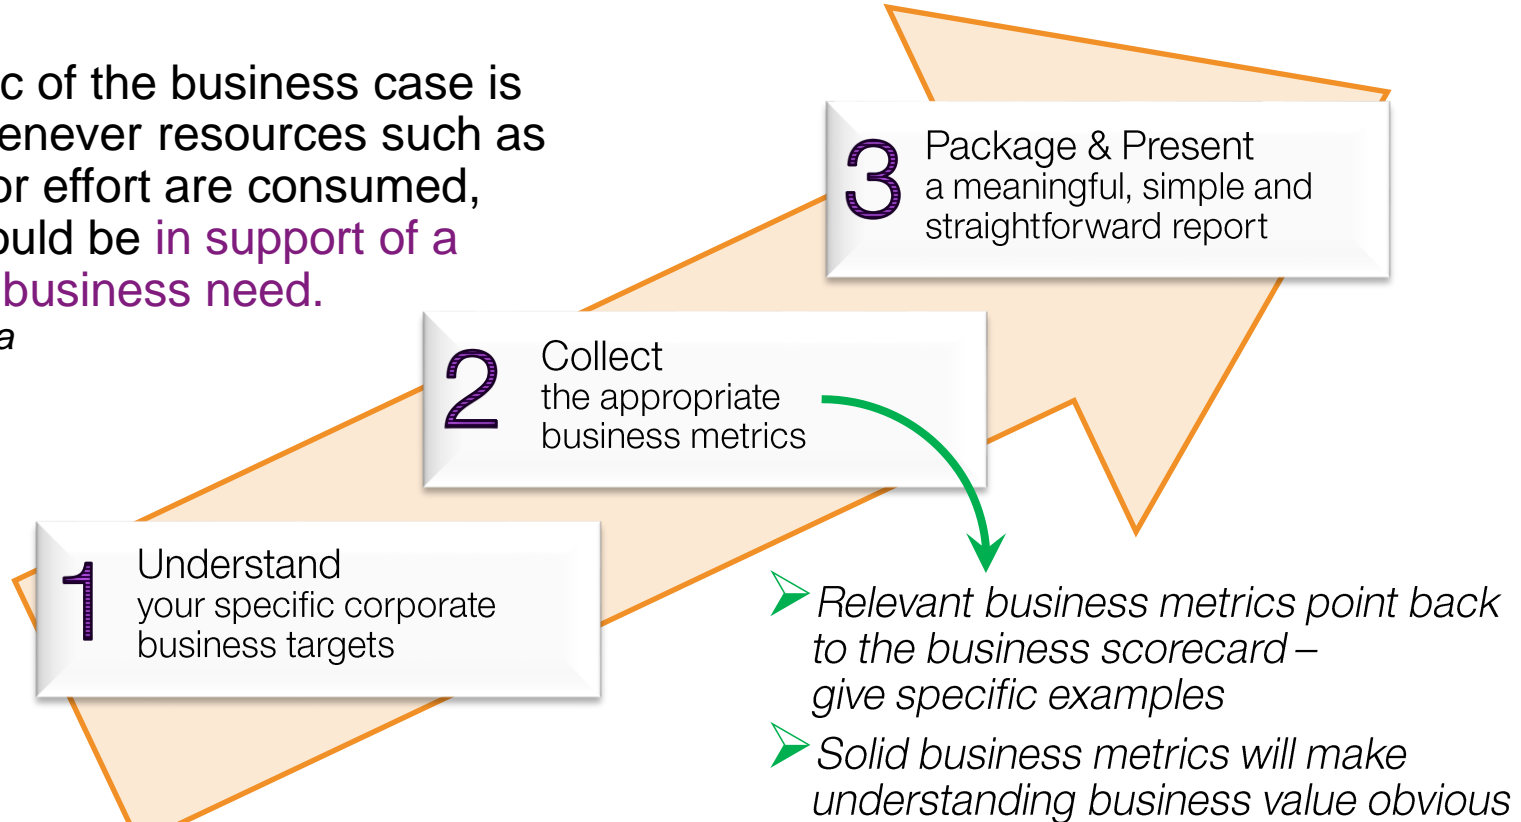 c of the business case is
enever resources such as
or effort are consumed,
ould be in support of a
business need.
a
3
Package & Present
a meaningful, simple and
straightforward report
2
Collect
the appropriate
business metrics
1
Understand
your specific corporate
business targets
➢ Relevant business metrics point back
to the business scorecard –
give specific examples
➢ Solid business metrics will make
understanding business value obvious